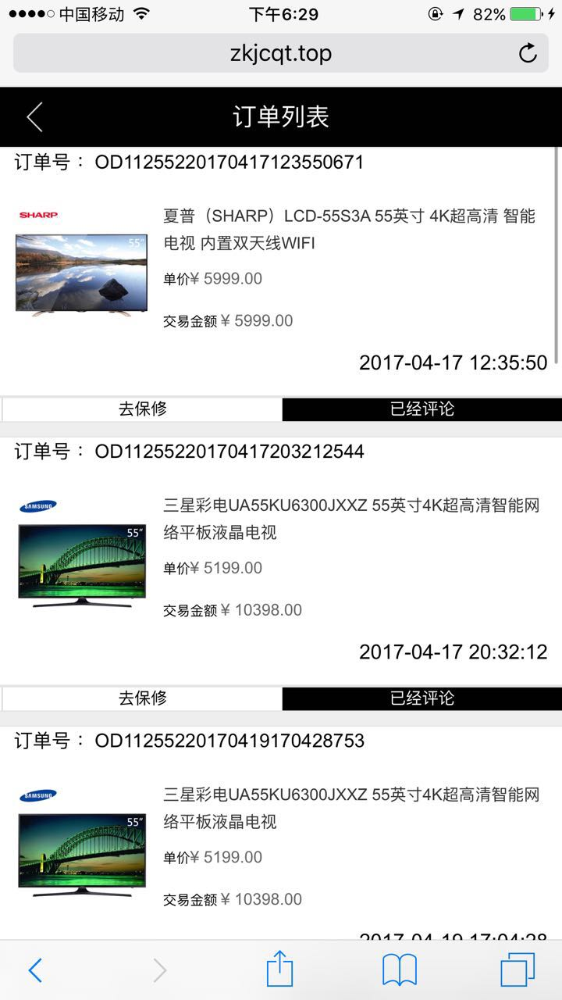 中国移动 下午6:29 82%
zkjcqt.top
订单列表
订单号： OD11255220170417123550671
SHARP
55"
夏普（SHARP）LCD-55S3A 55英寸 4K超高清 智能
电视 内置双天线WIFI
单价¥ 5999.00
交易金额 ¥ 5999.00
2017-04-17 12:35:50
去保修 已经评论
订单号： OD11255220170417203212544
SAMSUNG
55"
三星彩电UA55KU6300JXXZ 55英寸4K超高清智能网
络平板液晶电视
单价¥ 5199.00
交易金额 ¥ 10398.00
2017-04-17 20:32:12
去保修 已经评论
订单号： OD11255220170419170428753
SAMSUNG
55"
三星彩电UA55KU6300JXXZ 55英寸4K超高清智能网
络平板液晶电视
单价¥ 5199.00
交易金额 ¥ 10398.00
2017-04-19 17:04:28